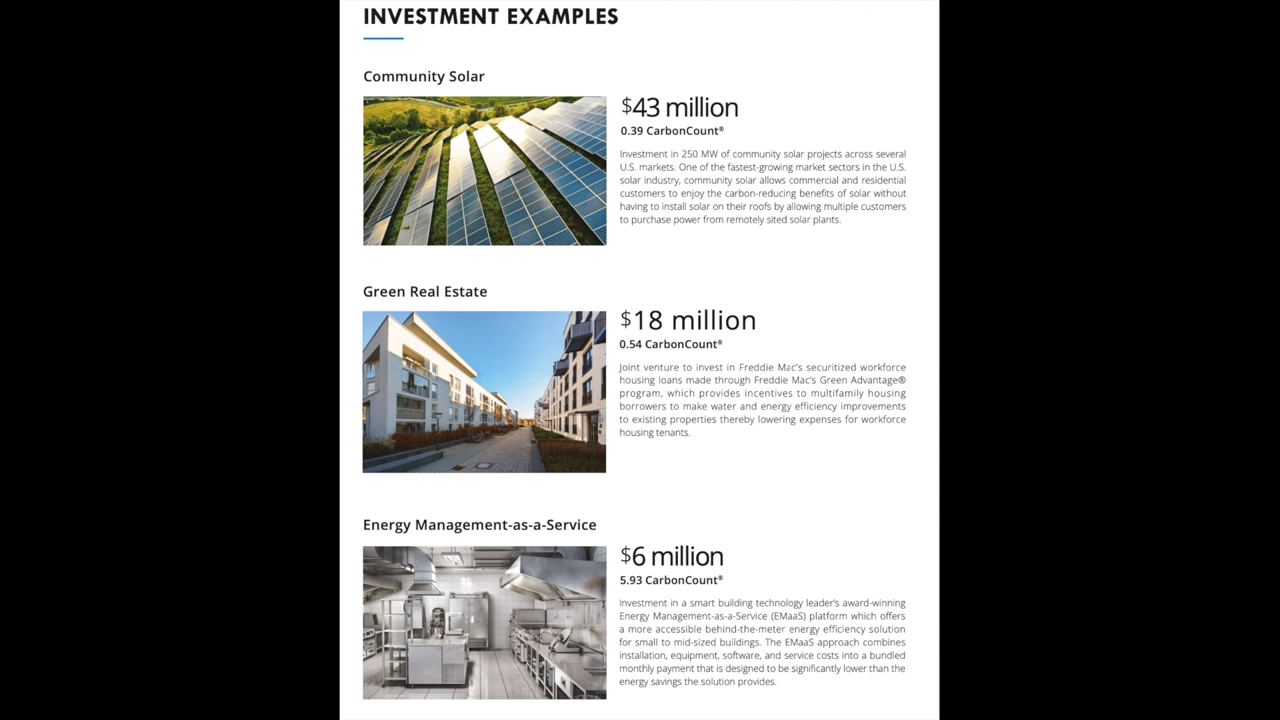 INVESTMENT EXAMPLES
Community Solar
$43 million
0.39 CarbonCount®
Investment in 250 MW of community solar projects across several
U.S. markets. One of the fastest-growing market sectors in the U.S.
solar industry, community solar allows commercial and residential
customers to enjoy the carbon-reducing benefits of solar without
having to install solar on their roofs by allowing multiple customers
to purchase power from remotely sited solar plants.
Green Real Estate
$18 million
0.54 CarbonCount®
Joint venture to invest in Freddie Mac's securitized workforce
housing loans made through Freddie Mac's Green Advantage®
program, which provides incentives to multifamily housing
borrowers to make water and energy efficiency improvements
to existing properties thereby lowering expenses for workforce
housing tenants.
Energy Management-as-a-Service
$6 million
5.93 CarbonCount®
Investment in a smart building technology leader's award-winning
Energy Management-as-a-Service (EMaaS) platform which offers
a more accessible behind-the-meter energy efficiency solution
for small to mid-sized buildings. The EMaaS approach combines
installation, equipment, software, and service costs into a bundled
monthly payment that is designed to be significantly lower than the
energy savings the solution provides.